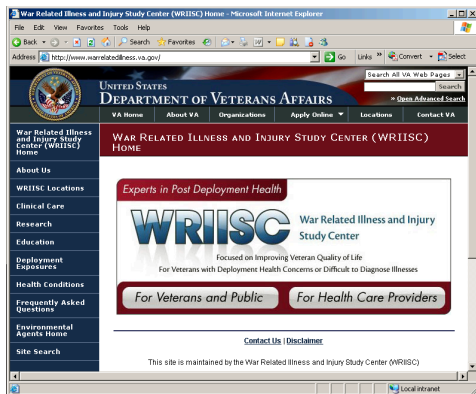 War Related Illness and Injury Study Center (WRIISC) Home - Microsoft Internet Explorer
File Edit View Favorites Tools Help
Back Search Favorites
Address http://www.warrelatedillness.va.gov/ Go Links » Convert Select
Search All VA Web Pages
Search
» Open Advanced Search
UNITED STATES
DEPARTMENT OF VETERANS AFFAIRS
VA Home About VA Organizations Apply Online Locations Contact VA
War Related Illness
and Injury Study
Center (WRIISC)
Home
About Us
WRIISC Locations
Clinical Care
Research
Education
Deployment
Exposures
Health Conditions
Frequently Asked
Questions
Environmental
Agents Home
Site Search
WAR RELATED ILLNESS AND INJURY STUDY CENTER (WRIISC)
HOME
Experts in Post Deployment Health
WRIISC
War Related Illness and Injury
Study Center
Focused on Improving Veteran Quality of Life
For Veterans with Deployment Health Concerns or Difficult to Diagnose Illnesses
For Veterans and Public
For Health Care Providers
Contact Us | Disclaimer
This site is maintained by the War Related Illness and Injury Study Center (WRIISC)
Local intranet